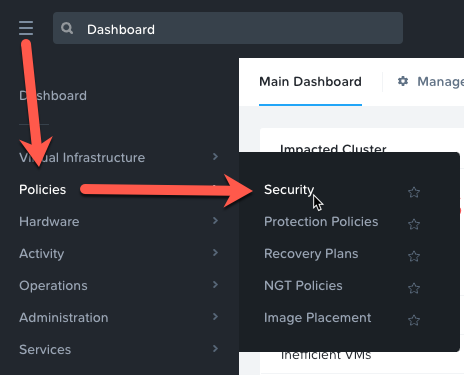 Dashboard
Main Dashboard
Manage
Dashboard
Impacted Cluster
Virtual Infrastructure
Policies
Security
Hardware
Protection Policies
Activity
Recovery Plans
Operations
NGT Policies
Administration
Image Placement
Services
Inefficient VMs